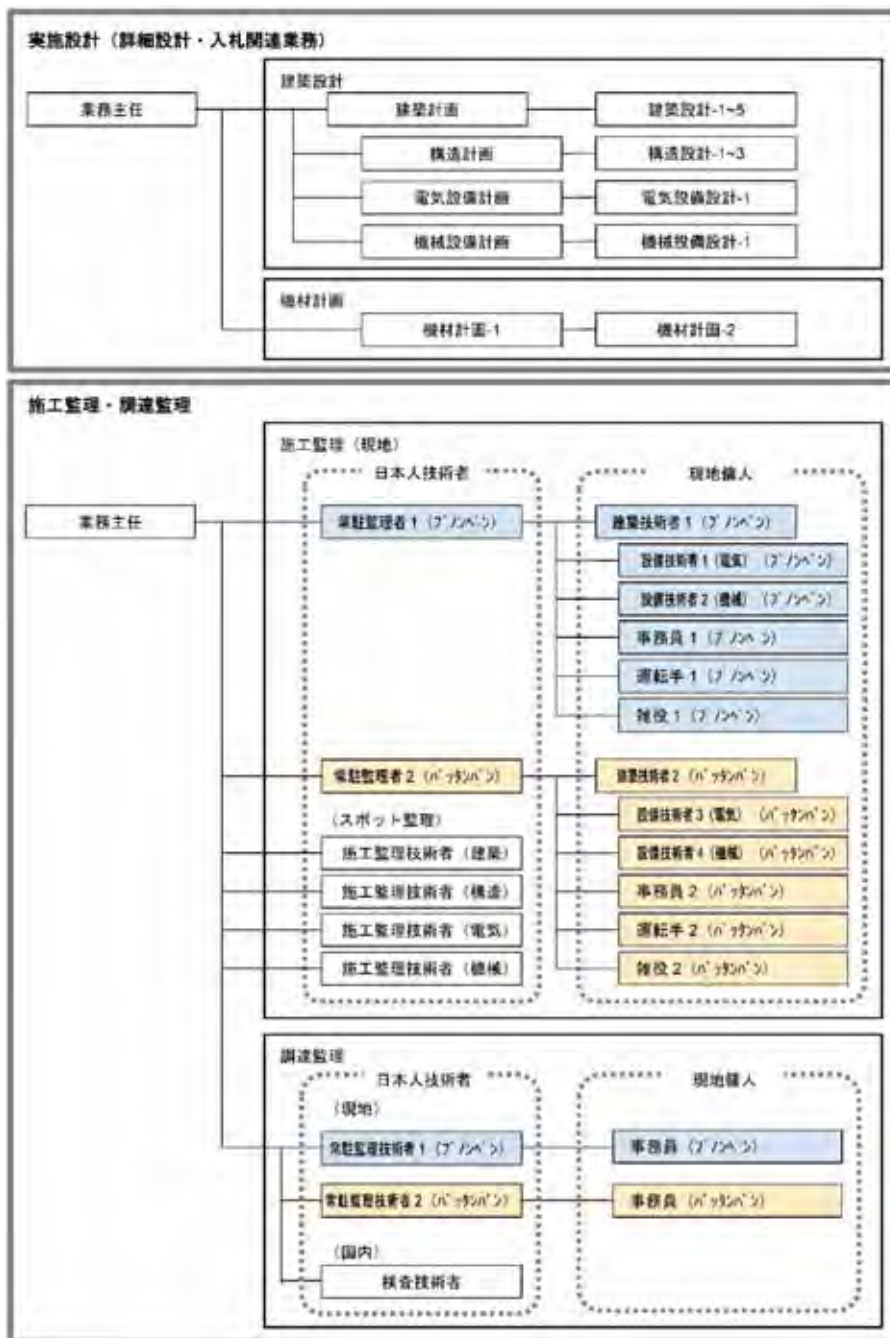 実施設計（詳細設計・入札関連業務）
建築設計
業務主任
建築計画
建築設計-1~5
構造計画
構造設計-1~3
電気設備計画
電気設備設計-1
機械設備計画
機械設備設計-1
機材計画
機材計画-1
機材計画-2
施工監理・調達監理
施工監理（現地）
日本人技術者
現地傭人
業務主任
常駐監理者1（ﾌﾟﾉﾝﾍﾟﾝ）
建築技術者1（ﾌﾟﾉﾝﾍﾟﾝ）
設備技術者1（電気）（ﾌﾟﾉﾝﾍﾟﾝ）
設備技術者2（機械）（ﾌﾟﾉﾝﾍﾟﾝ）
事務員1（ﾌﾟﾉﾝﾍﾟﾝ）
運転手1（ﾌﾟﾉﾝﾍﾟﾝ）
雑役1（ﾌﾟﾉﾝﾍﾟﾝ）
常駐監理者2（ﾊﾞｯﾀﾝﾊﾞﾝ）
建築技術者2（ﾊﾞｯﾀﾝﾊﾞﾝ）
（スポット監理）
設備技術者3（電気）（ﾊﾞｯﾀﾝﾊﾞﾝ）
施工監理技術者（建築）
設備技術者4（機械）（ﾊﾞｯﾀﾝﾊﾞﾝ）
施工監理技術者（構造）
事務員2（ﾊﾞｯﾀﾝﾊﾞﾝ）
施工監理技術者（電気）
運転手2（ﾊﾞｯﾀﾝﾊﾞﾝ）
施工監理技術者（機械）
雑役2（ﾊﾞｯﾀﾝﾊﾞﾝ）
調達監理
日本人技術者
現地傭人
（現地）
常駐監理技術者1（ﾌﾟﾉﾝﾍﾟﾝ）
事務員（ﾌﾟﾉﾝﾍﾟﾝ）
常駐監理技術者2（ﾊﾞｯﾀﾝﾊﾞﾝ）
事務員（ﾊﾞｯﾀﾝﾊﾞﾝ）
（国内）
検査技術者